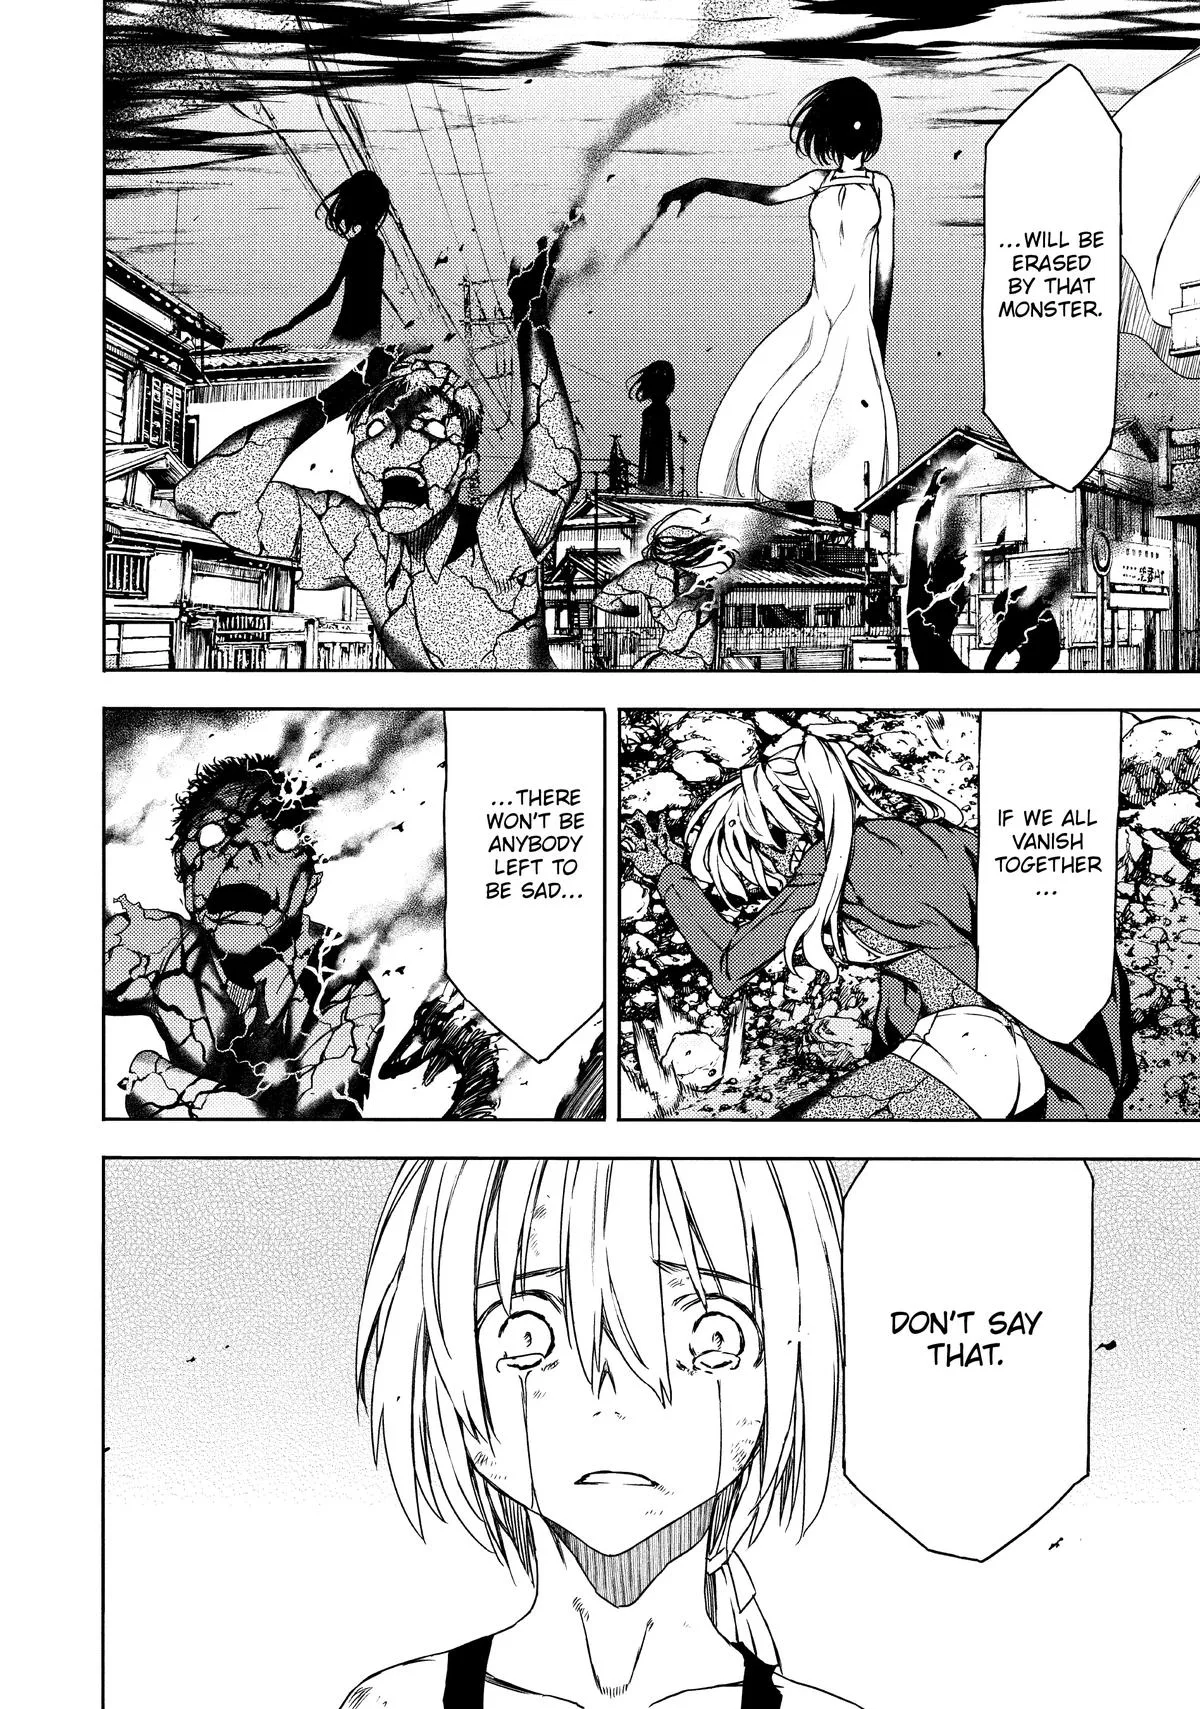 ...WILL BE
ERASED
BY THAT
MONSTER.
IF WE ALL
VANISH
TOGETHER
...
...THERE
WON'T BE
ANYBODY
LEFT TO
BE SAD...
DON'T SAY
THAT.